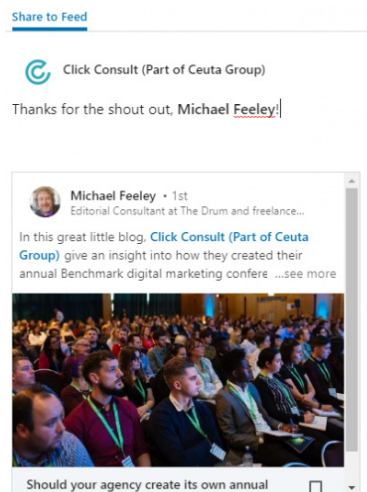 Share to Feed
Click Consult (Part of Ceuta Group)
Thanks for the shout out, Michael Feeley!
Michael Feeley • 1st
Editorial Consultant at The Drum and freelance...
In this great little blog, Click Consult (Part of Ceuta
Group) give an insight into how they created their
annual Benchmark digital marketing confere ...see more
Should your agency create its own annual